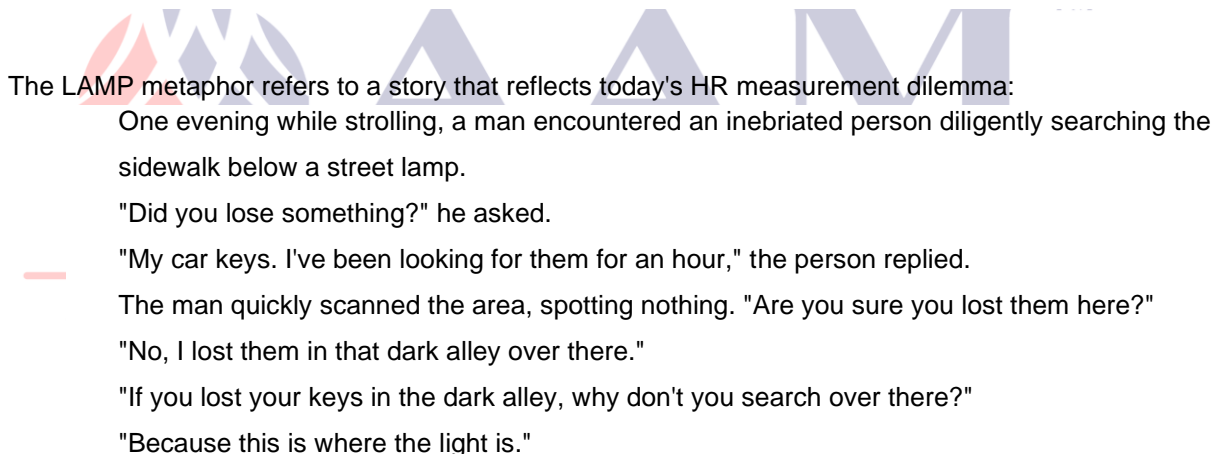 AAM
The LAMP metaphor refers to a story that reflects today's HR measurement dilemma:
One evening while strolling, a man encountered an inebriated person diligently searching the
sidewalk below a street lamp.
"Did you lose something?" he asked.
"My car keys. I've been looking for them for an hour," the person replied.
The man quickly scanned the area, spotting nothing. "Are you sure you lost them here?"
"No, I lost them in that dark alley over there."
"If you lost your keys in the dark alley, why don't you search over there?"
"Because this is where the light is."